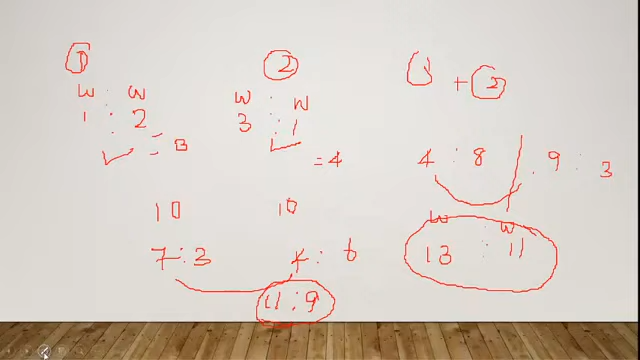 1 2 1 + 2
W : W W : W
1 : 2 3 : 1
= 3 = 4 4 : 8 9 : 3
10 10 W W
7 : 3 4 : 6 13 : 11
11 : 9